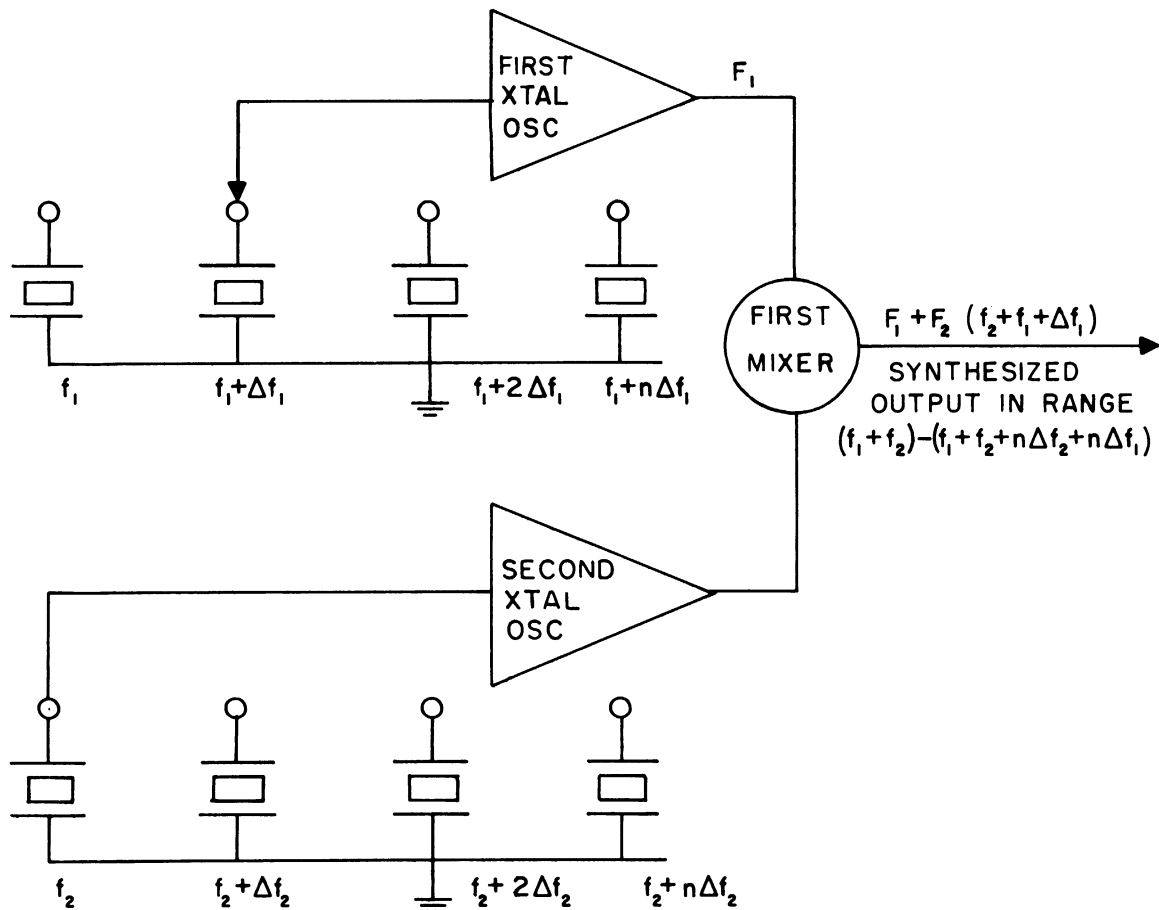 FIRST
XTAL
OSC
F₁
f₁
f₁+Δf₁
f₁+2Δf₁
f₁+nΔf₁
FIRST
MIXER
F₁+F₂ (f₂+f₁+Δf₁)
SYNTHESIZED
OUTPUT IN RANGE
(f₁+f₂)–(f₁+f₂+nΔf₂+nΔf₁)
SECOND
XTAL
OSC
f₂
f₂+Δf₂
f₂+2Δf₂
f₂+nΔf₂